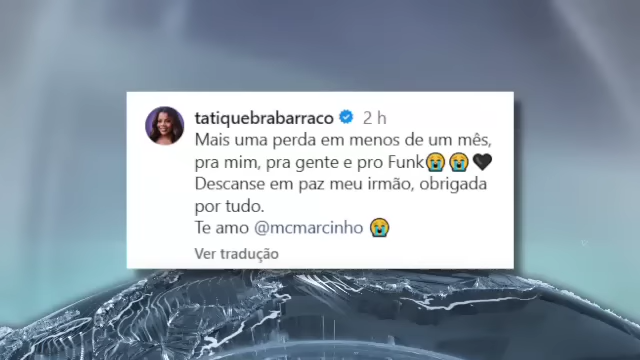 tatiquebrabarraco 2 h
Mais uma perda em menos de um mês,
pra mim, pra gente e pro Funk😭😭🖤
Descanse em paz meu irmão, obrigada
por tudo.
Te amo @mcmarcinho 😭
Ver tradução